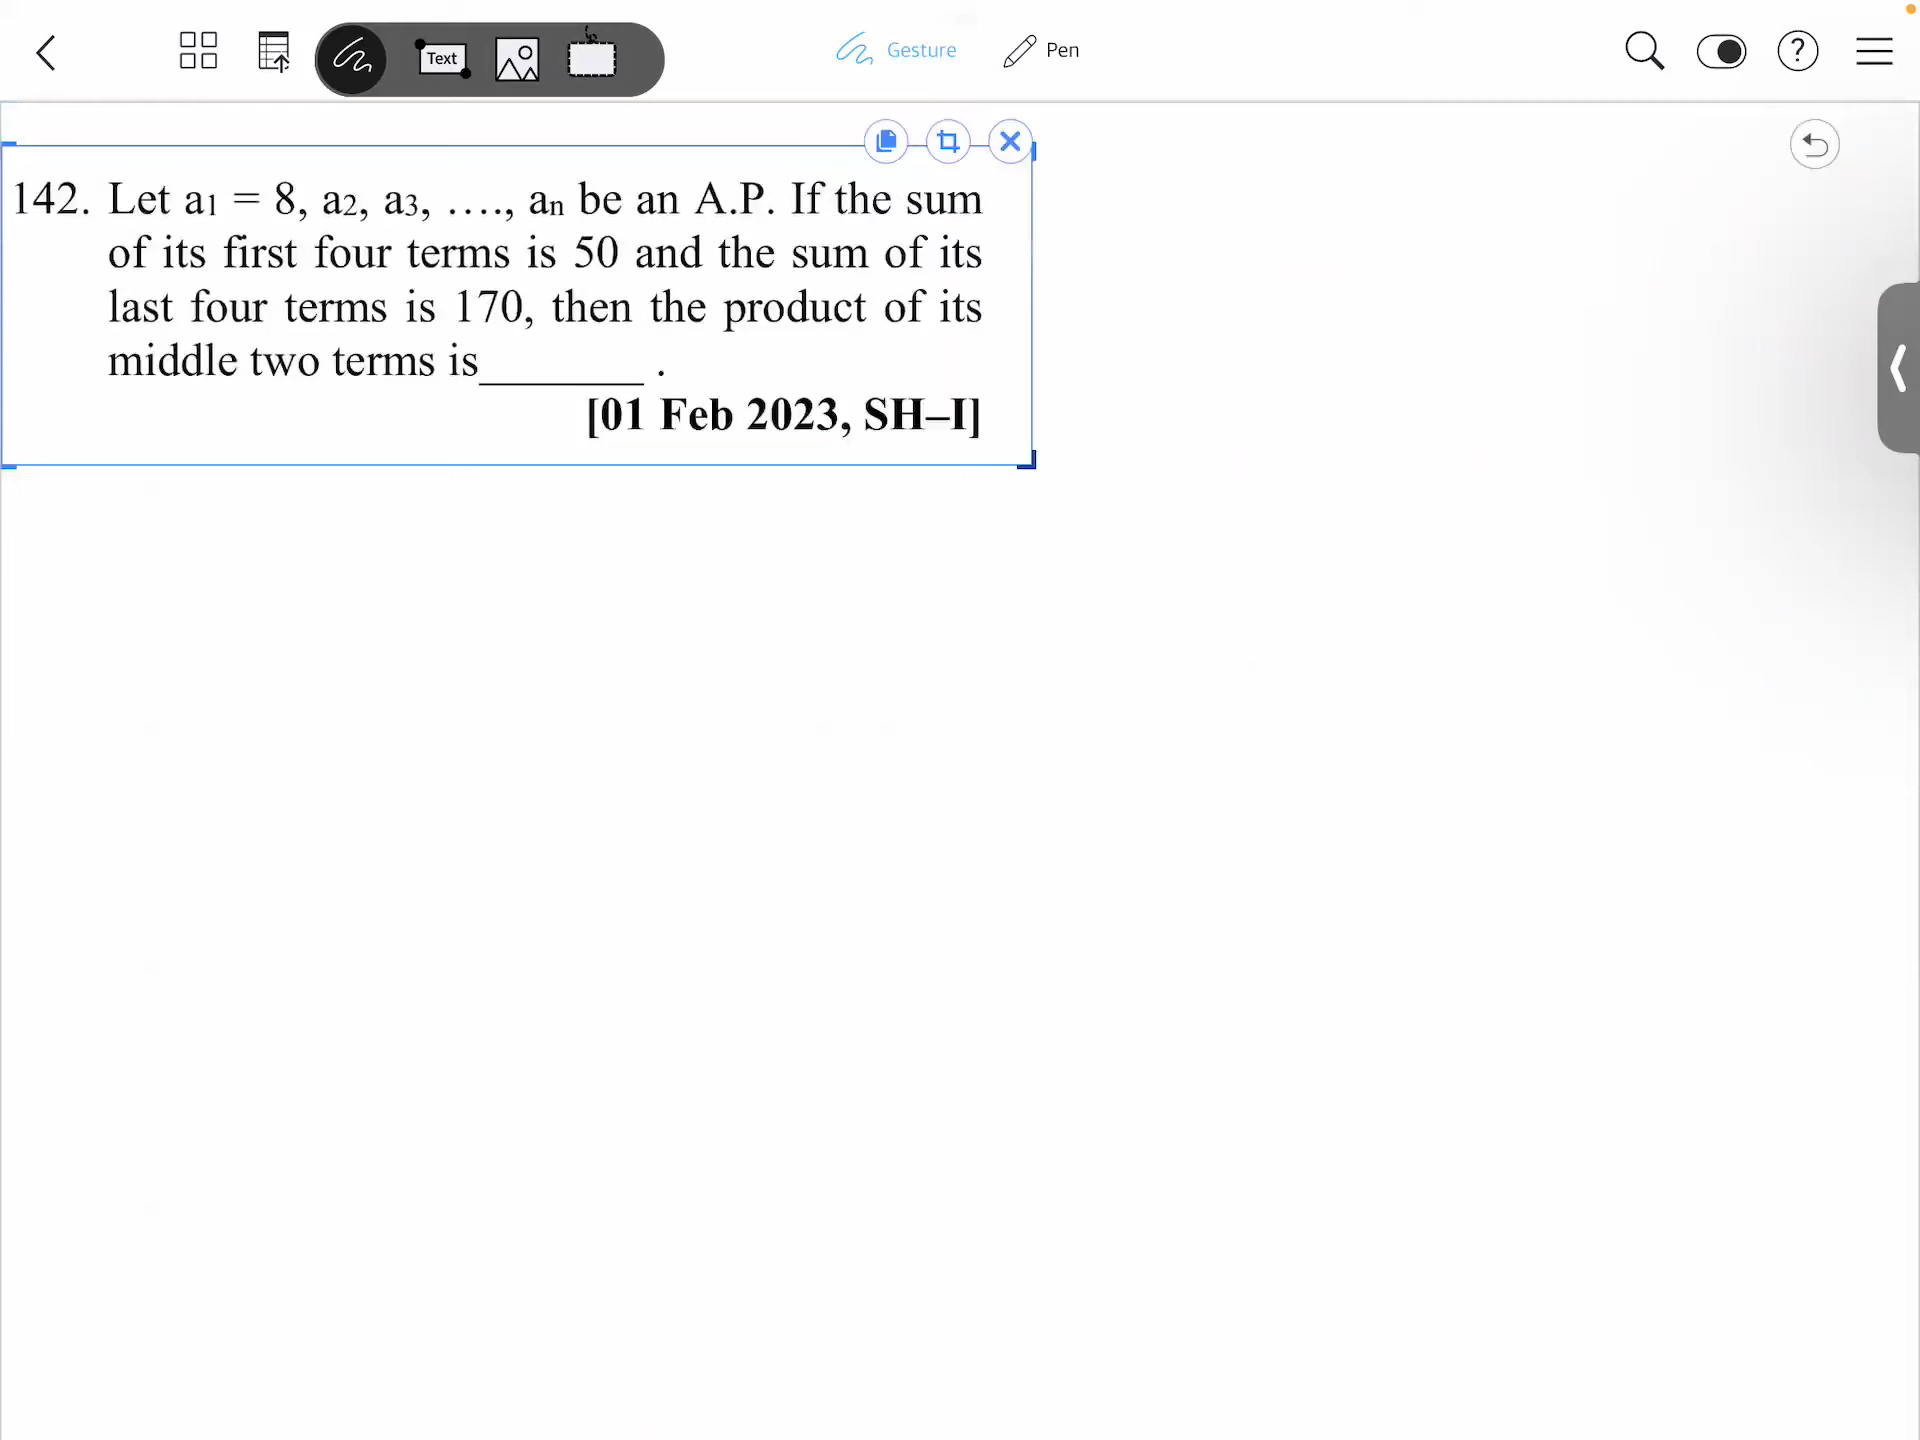 Text
Gesture
Pen
?
142. Let a₁ = 8, a₂, a₃, …., aₙ be an A.P. If the sum
of its first four terms is 50 and the sum of its
last four terms is 170, then the product of its
middle two terms is________ .
[01 Feb 2023, SH–I]